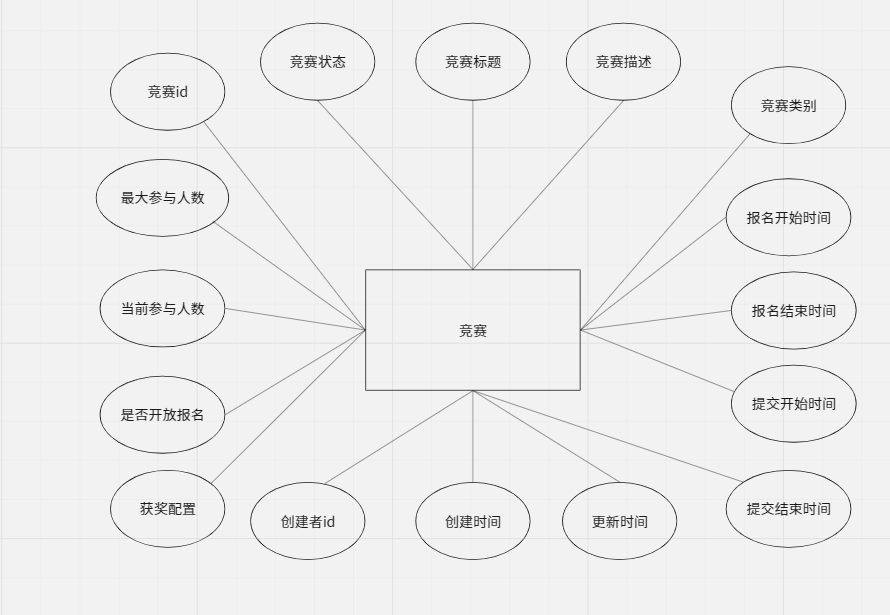 竞赛状态
竞赛标题
竞赛描述
竞赛id
竞赛类别
最大参与人数
报名开始时间
当前参与人数
报名结束时间
竞赛
是否开放报名
提交开始时间
获奖配置
创建者id
创建时间
更新时间
提交结束时间